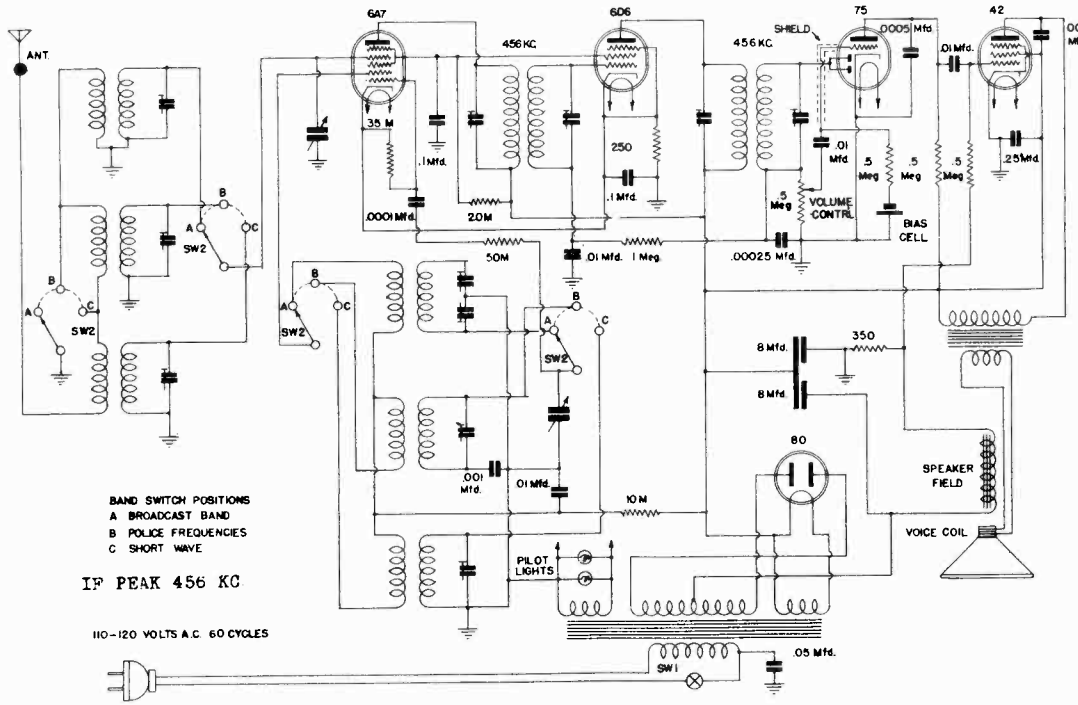 6A7
6D6
75
42
ANT.
456 KC.
456 KC.
SHIELD
.0005 Mfd.
.01 Mfd.
35 M
.1 Mfd.
250
.1 Mfd.
.01
Mfd.
.5
Meg
.5
Meg
.5
Meg
.25 Mfd.
.5
Meg
VOLUME
CONTRL
BIAS
CELL
.0001 Mfd.
20M
50M
.01 Mfd.
1 Meg.
.00025 Mfd.
A
B
C
SW2
A
B
C
SW2
A
B
C
SW2
A
B
C
SW2
8 Mfd.
350
8 Mfd.
80
.001
Mfd.
.01 Mfd.
10M
SPEAKER
FIELD
VOICE COIL
PILOT
LIGHTS
BAND SWITCH POSITIONS
A BROADCAST BAND
B POLICE FREQUENCIES
C SHORT WAVE
IF PEAK 456 KC
110-120 VOLTS A.C. 60 CYCLES
SW1
.05 Mfd.